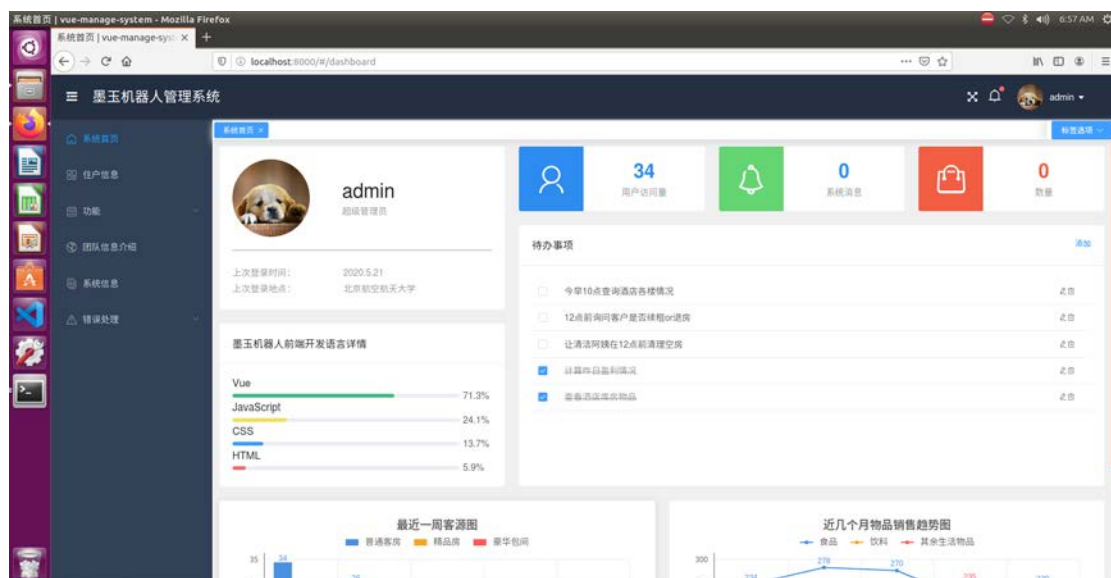 系统首页 | vue-manage-system - Mozilla Firefox
6:57 AM
系统首页 | vue-manage-syst
localhost:8000/#/dashboard
墨玉机器人管理系统
admin
系统首页
住户信息
功能
团队信息介绍
系统信息
错误处理
系统首页
标签选项
admin
超级管理员
上次登录时间：
2020.5.21
上次登录地点：
北京航空航天大学
34
用户访问量
0
系统消息
0
数量
待办事项
添加
今早10点查询酒店各楼情况
12点前询问客户是否续租or退房
让清洁阿姨在12点前清理空房
计算昨日盈利情况
查看酒店库房物品
墨玉机器人前端开发语言详情
Vue
71.3%
JavaScript
24.1%
CSS
13.7%
HTML
5.9%
最近一周客源图
普通客房 精品房 豪华包间
35
34
近几个月物品销售趋势图
食品 饮料 其余生活物品
300
234
278
270